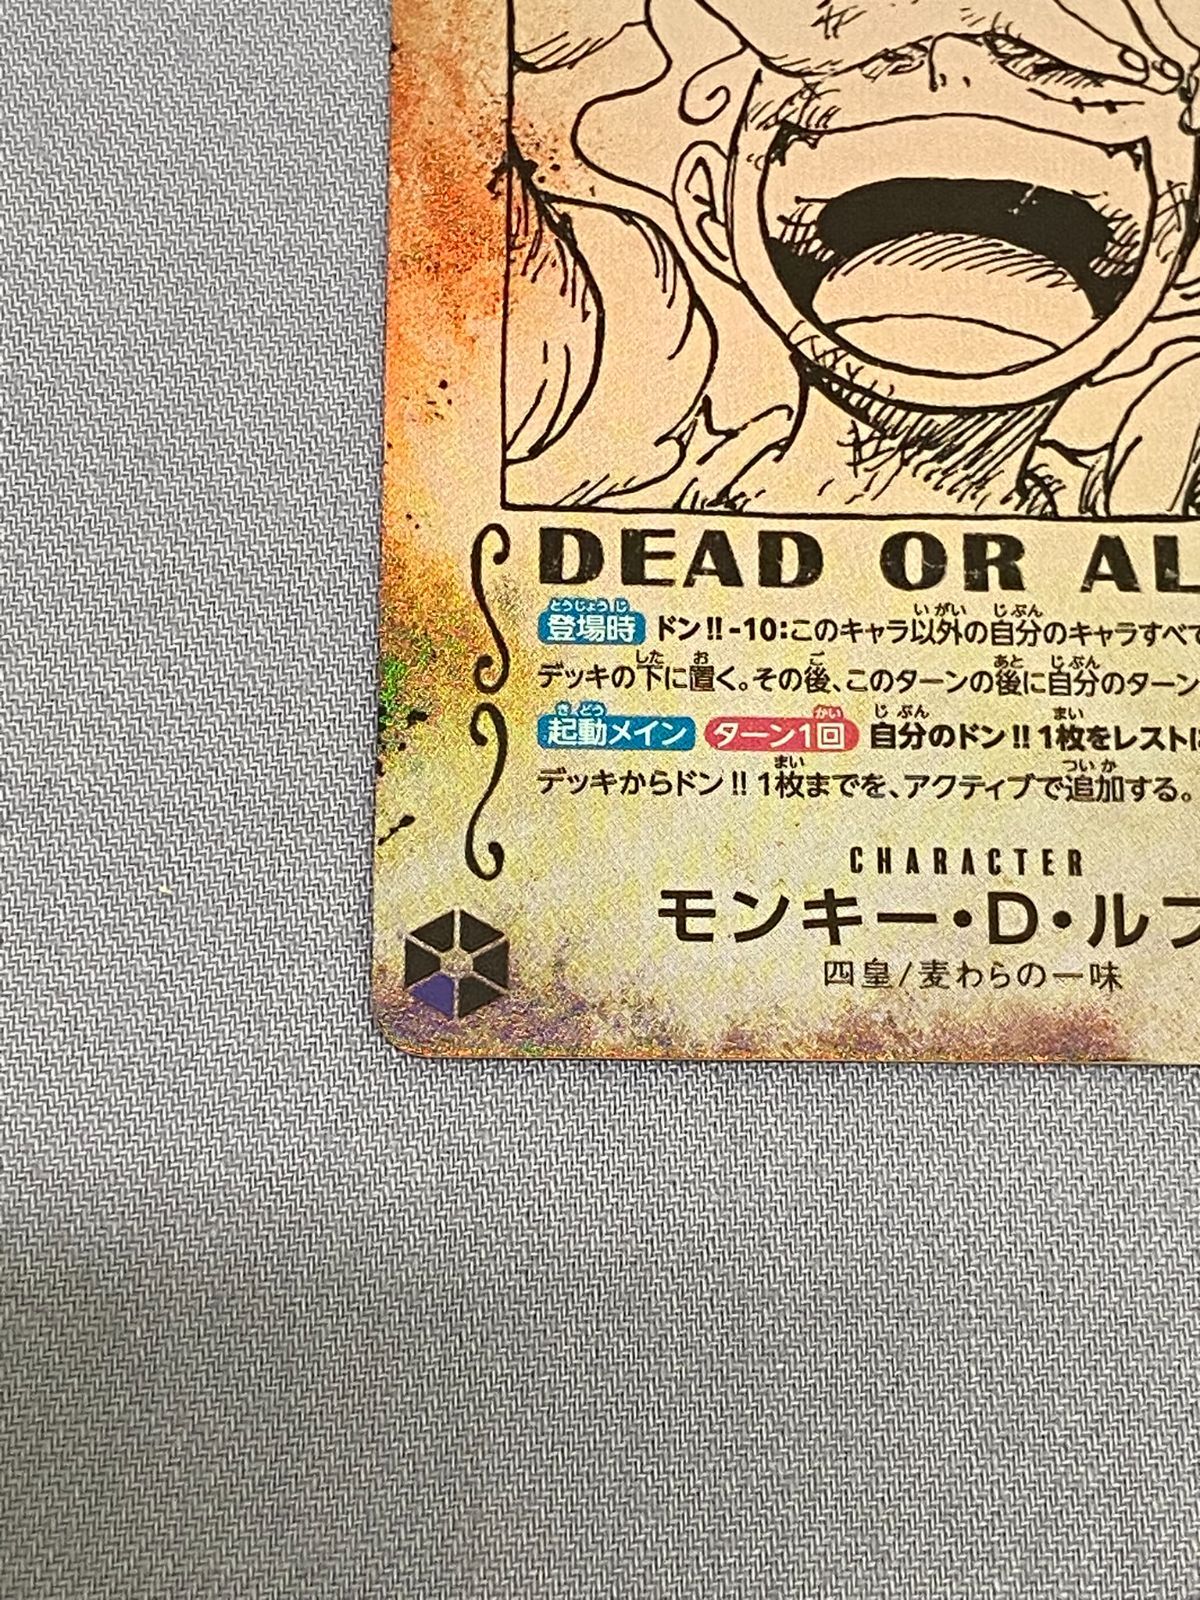 DEAD OR AL
登場時 ドン!!-10:このキャラ以外の自分のキャラすべて
デッキの下に置く。その後、このターンの後に自分のターン
起動メイン ターン1回 自分のドン!!1枚をレストに
デッキからドン!!1枚までを、アクティブで追加する。
CHARACTER
モンキー・D・ルフ
四皇/麦わらの一味